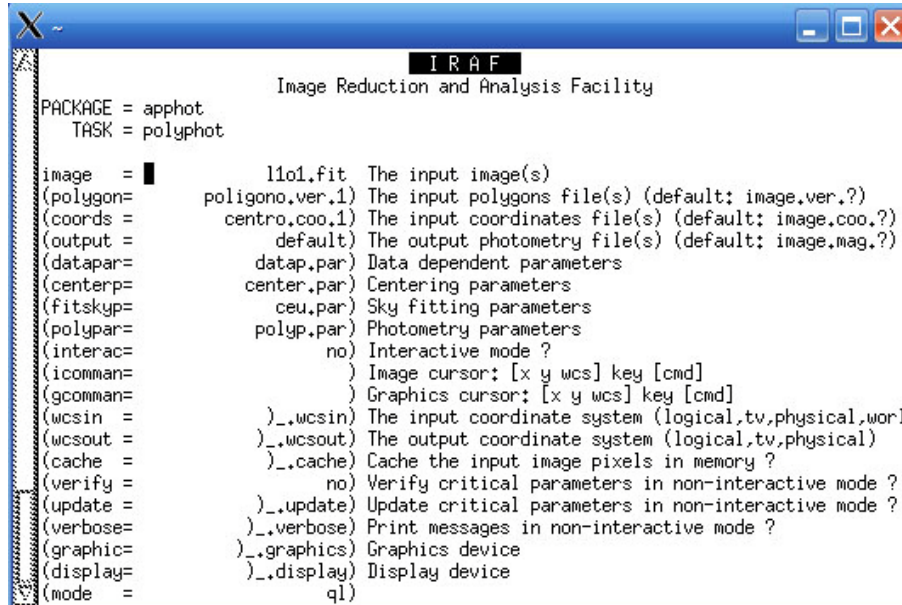 X ~
I R A F
Image Reduction and Analysis Facility
PACKAGE = apphot
TASK = polyphot
image = l1o1.fit The input image(s)
(polygon= poligono.ver.1) The input polygons file(s) (default: image.ver.?)
(coords = centro.coo.1) The input coordinates file(s) (default: image.coo.?)
(output = default) The output photometry file(s) (default: image.mag.?)
(datapar= datap.par) Data dependent parameters
(centerp= center.par) Centering parameters
(fitskyp= ceu.par) Sky fitting parameters
(polypar= polyp.par) Photometry parameters
(interac= no) Interactive mode ?
(icomman= ) Image cursor: [x y wcs] key [cmd]
(gcomman= ) Graphics cursor: [x y wcs] key [cmd]
(wcsin = )_.wcsin) The input coordinate system (logical,tv,physical,worl
(wcsout = )_.wcsout) The output coordinate system (logical,tv,physical)
(cache = )_.cache) Cache the input image pixels in memory ?
(verify = no) Verify critical parameters in non-interactive mode ?
(update = )_.update) Update critical parameters in non-interactive mode ?
(verbose= )_.verbose) Print messages in non-interactive mode ?
(graphic= )_.graphics) Graphics device
(display= )_.display) Display device
(mode = ql)